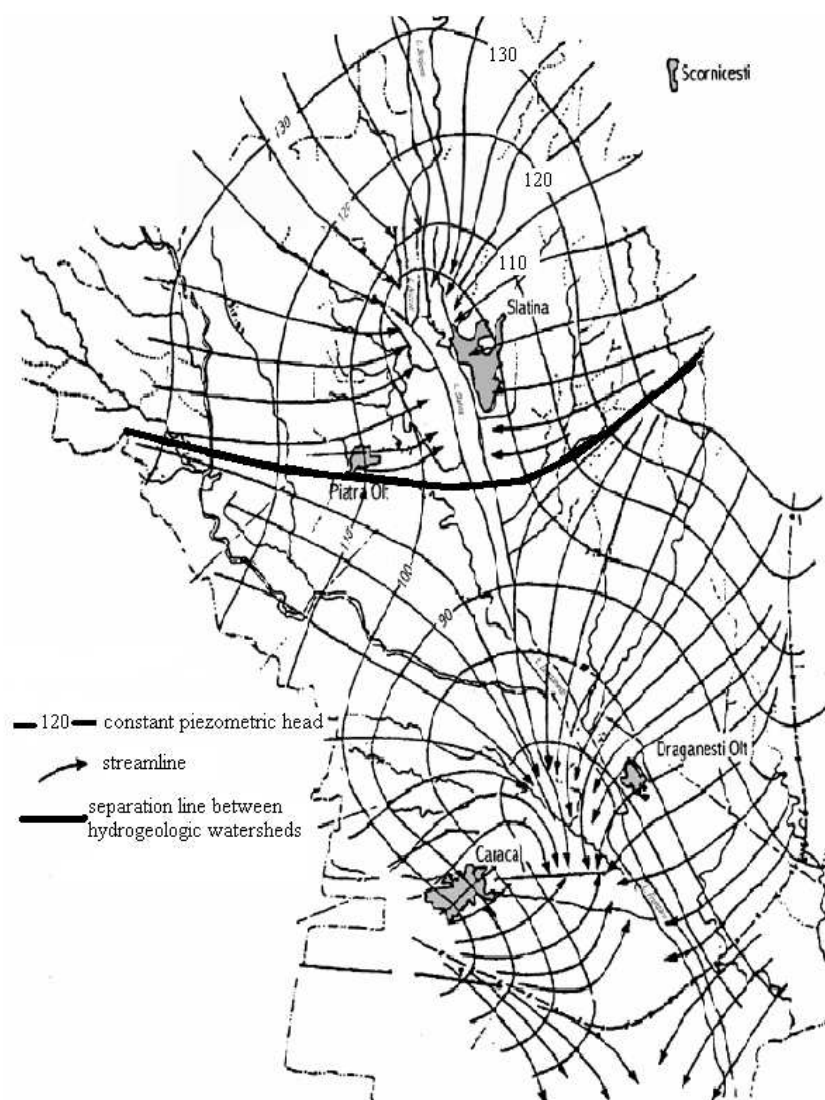 130
Scornicesti
130
120
120
110
Slatina
Piatra Olt
110
100
90
120 constant piezometric head
streamline
separation line between
hydrogeologic watersheds
Draganesti Olt
Caracal